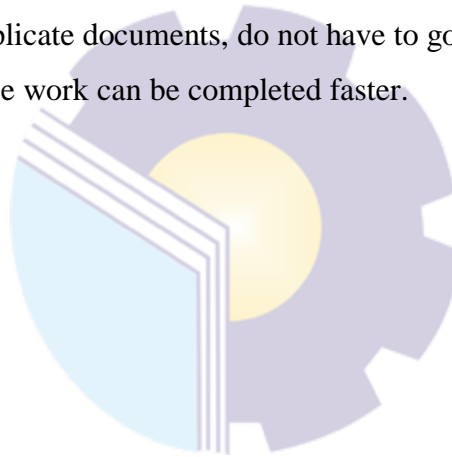 plicate documents, do not have to go
e work can be completed faster.